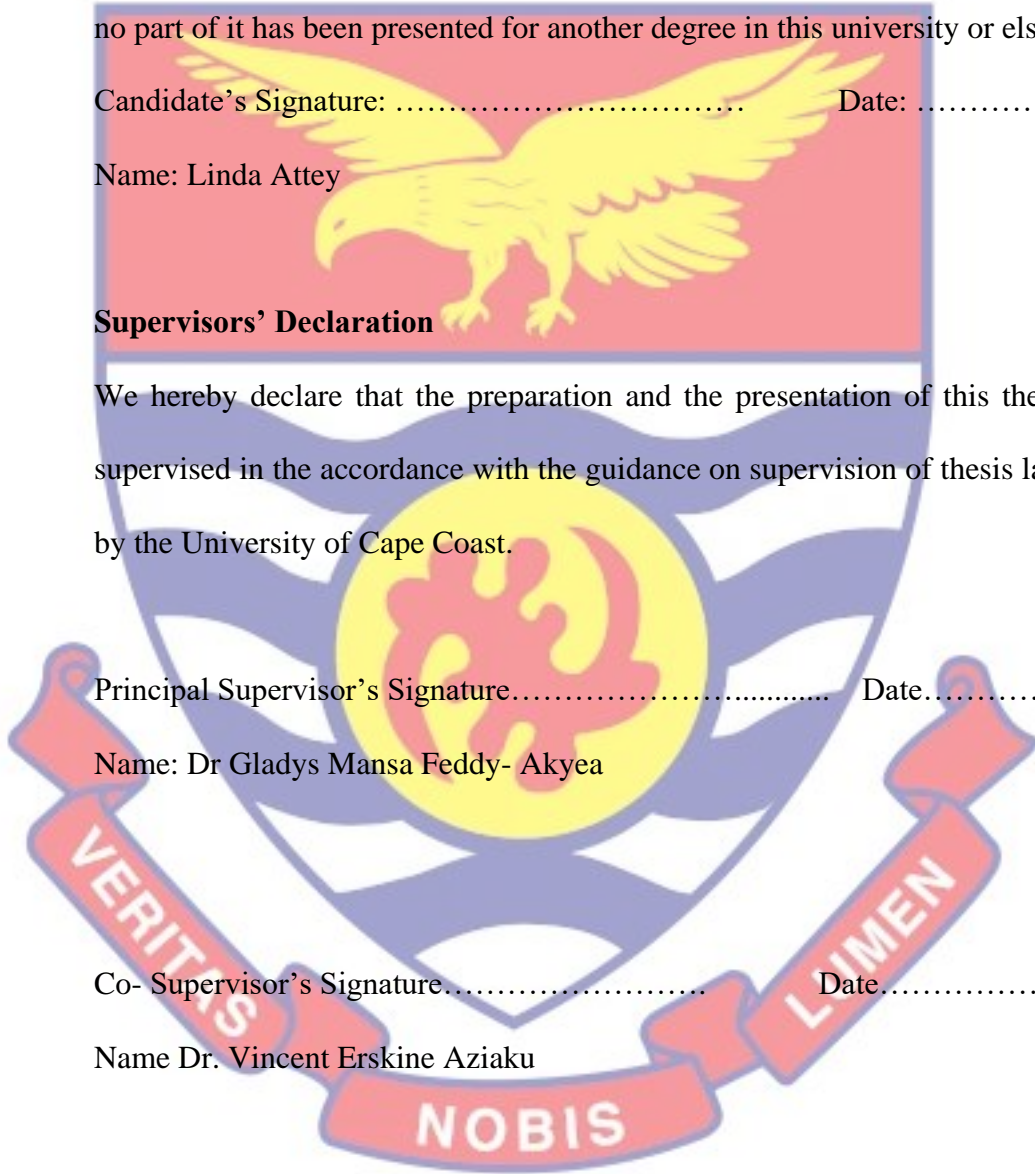 no part of it has been presented for another degree in this university or els
Candidate’s Signature: …………………………………… Date: …………
Name: Linda Attey
Supervisors’ Declaration
We hereby declare that the preparation and the presentation of this the
supervised in the accordance with the guidance on supervision of thesis la
by the University of Cape Coast.
Principal Supervisor’s Signature…………………............ Date…………
Name: Dr Gladys Mansa Feddy- Akyea
Co- Supervisor’s Signature……………………. Date……………
Name Dr. Vincent Erskine Aziaku
VERITAS
NOBIS
LUMEN